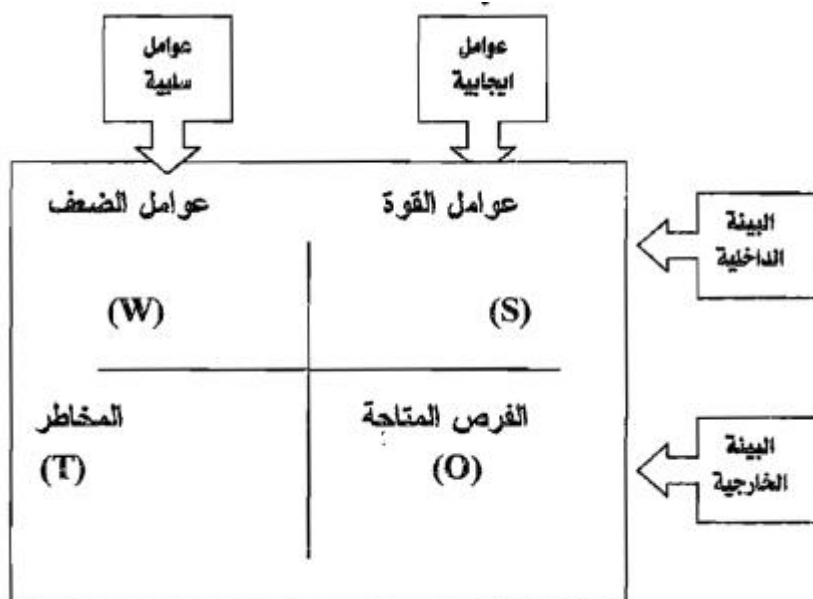 عوامل
ايجابية
عوامل
سلبية
عوامل القوة
عوامل الضعف
البيئة
الداخلية
(S)
(W)
الفرص المتاحة
المخاطر
(O)
(T)
البيئة
الخارجية